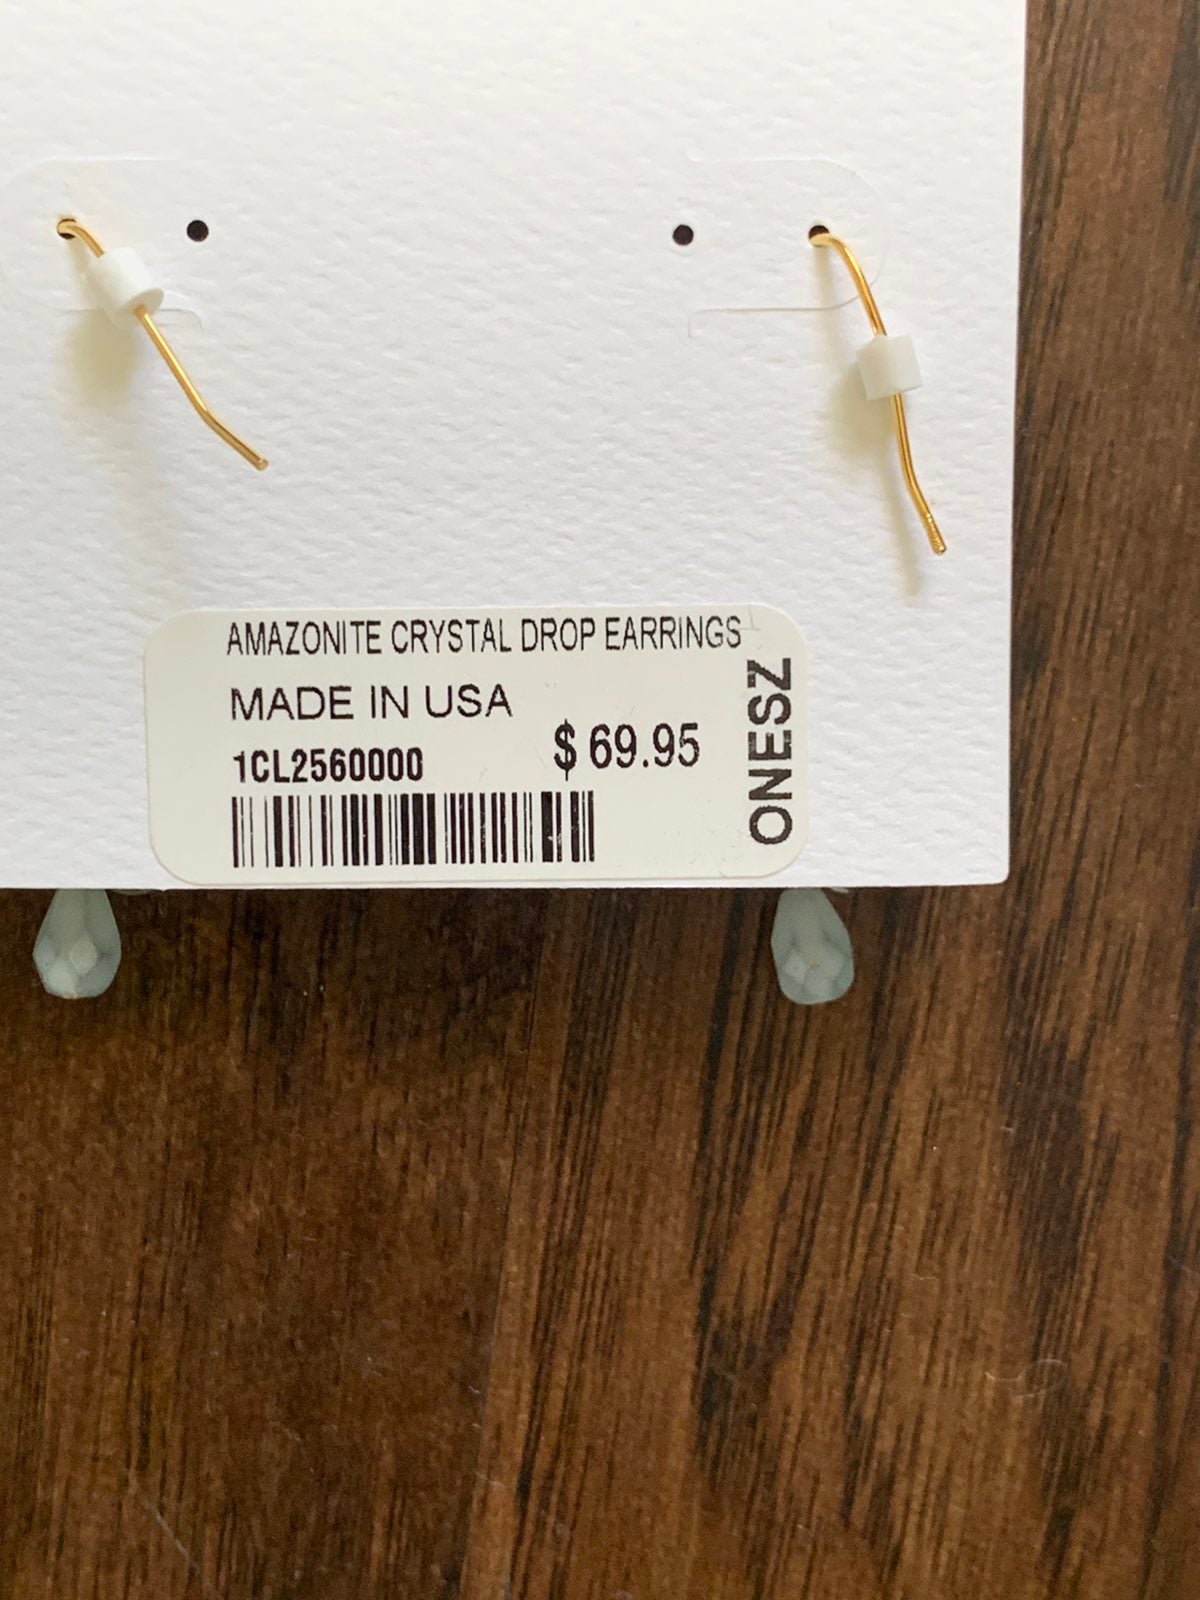 AMAZONITE CRYSTAL DROP EARRINGS
MADE IN USA
1CL2560000
$ 69.95
ONESZ